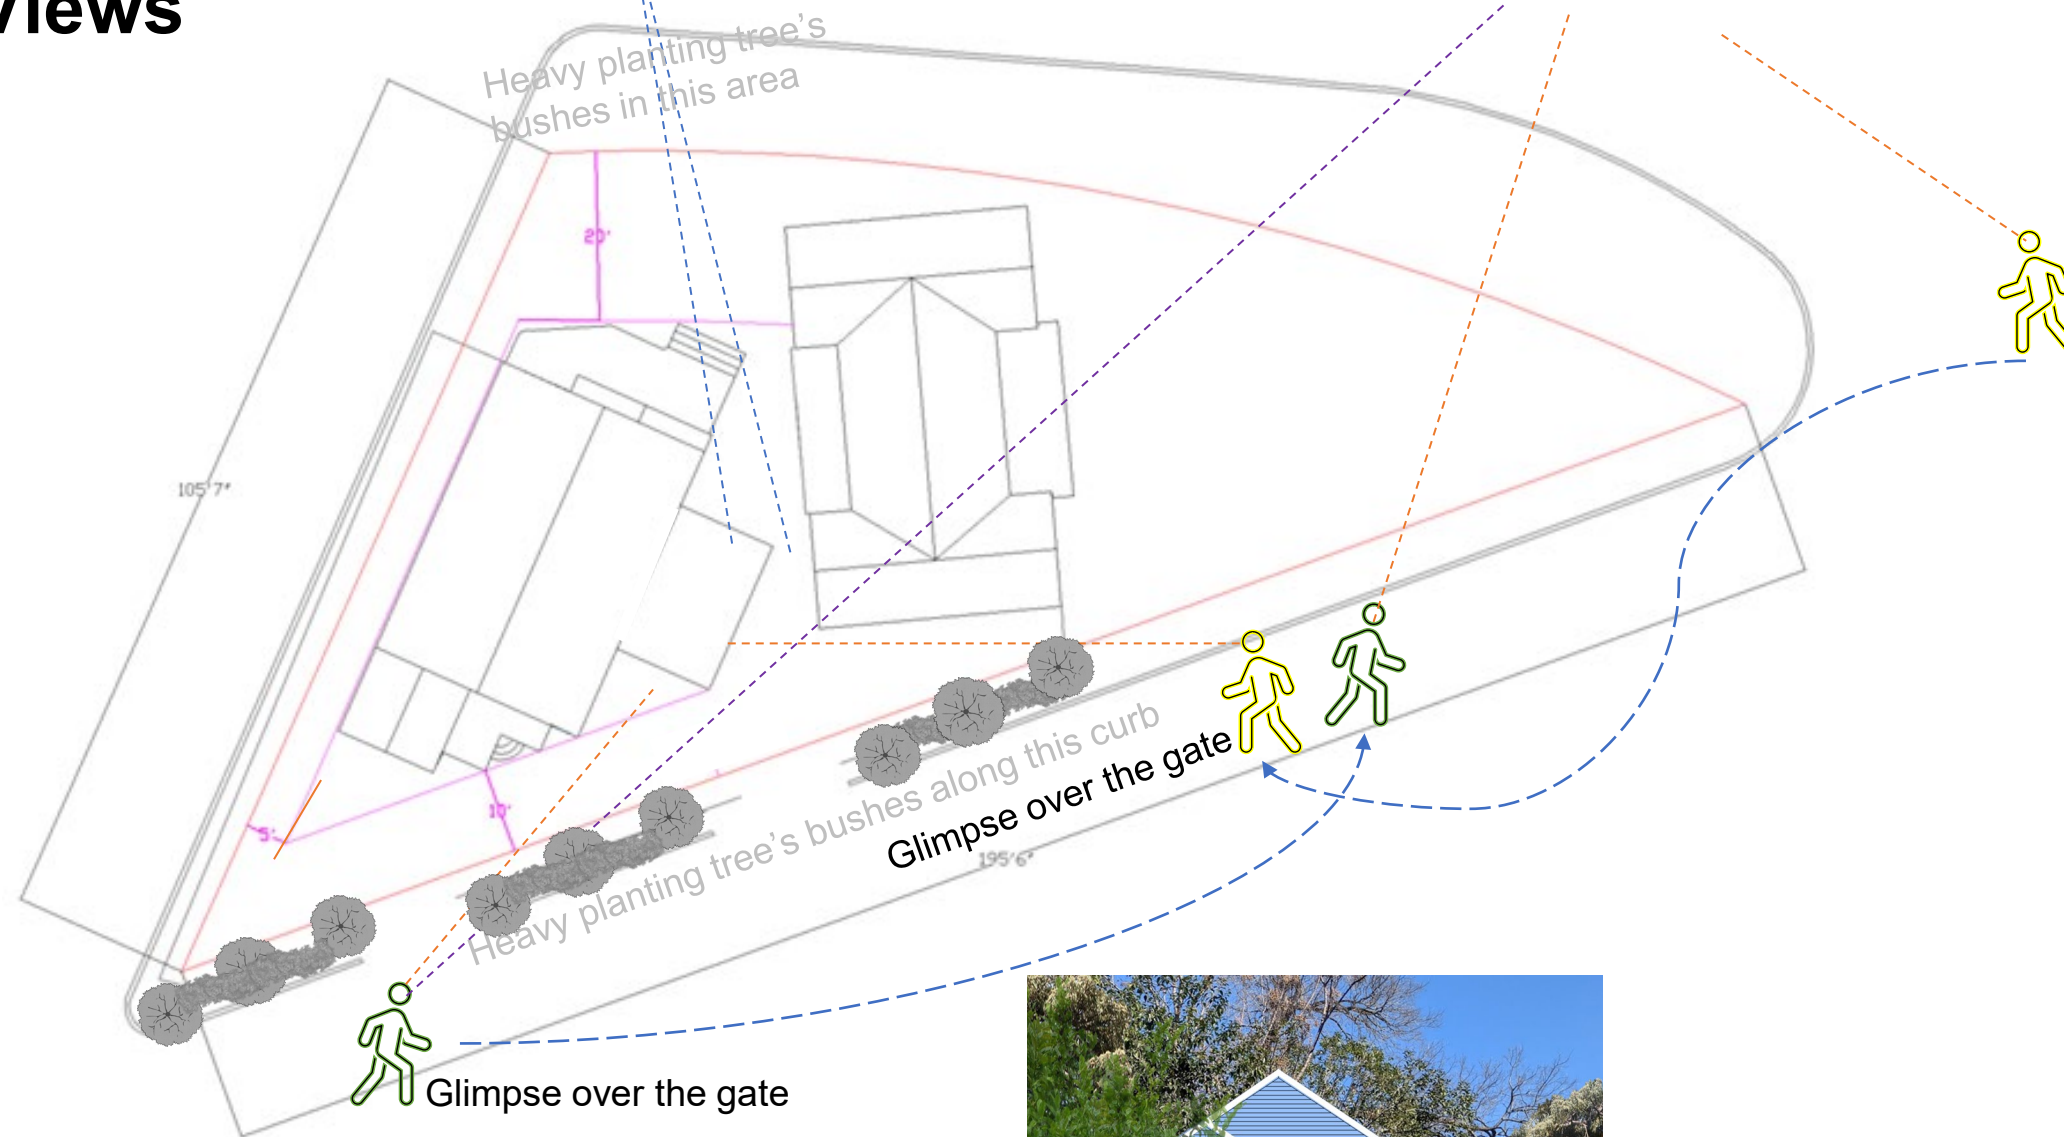 Views
Heavy planting tree’s
bushes in this area
20'
105'7"
5'
10'
Heavy planting tree’s bushes along this curb
Glimpse over the gate
195'6"
Glimpse over the gate